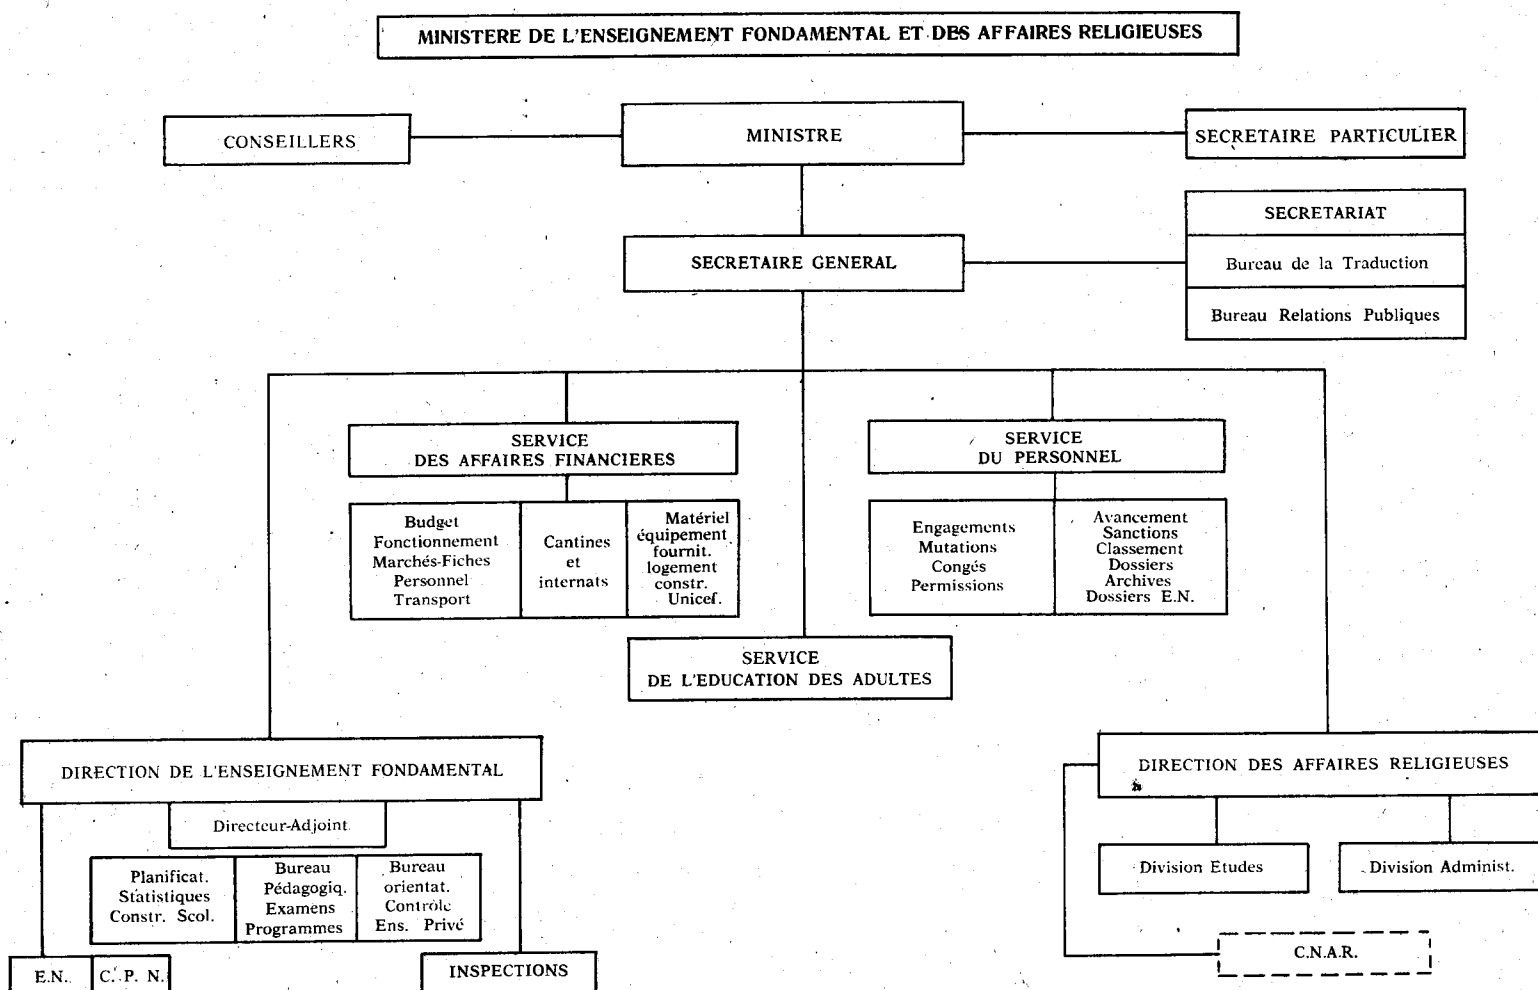 MINISTERE DE L'ENSEIGNEMENT FONDAMENTAL ET DES AFFAIRES RELIGIEUSES
CONSEILLERS
MINISTRE
SECRETAIRE PARTICULIER
SECRETARIAT
SECRETAIRE GENERAL
Bureau de la Traduction
Bureau Relations Publiques
SERVICE
DES AFFAIRES FINANCIERES
SERVICE
DU PERSONNEL
Budget
Fonctionnement
Marchés-Fiches
Personnel
Transport
Cantines
et
internats
Matériel
équipement
fournit.
logement
constr.
Unicef.
Engagements
Mutations
Congés
Permissions
Avancement
Sanctions
Classement
Dossiers
Archives
Dossiers E.N.
SERVICE
DE L'EDUCATION DES ADULTES
DIRECTION DE L'ENSEIGNEMENT FONDAMENTAL
DIRECTION DES AFFAIRES RELIGIEUSES
Directeur-Adjoint
Planificat.
Statistiques
Constr. Scol.
Bureau
Pédagogiq.
Examens
Programmes
Bureau
orientat.
Contrôle
Ens. Privé
Division Etudes
Division Administ.
E.N.
C. P. N.
INSPECTIONS
C.N.A.R.